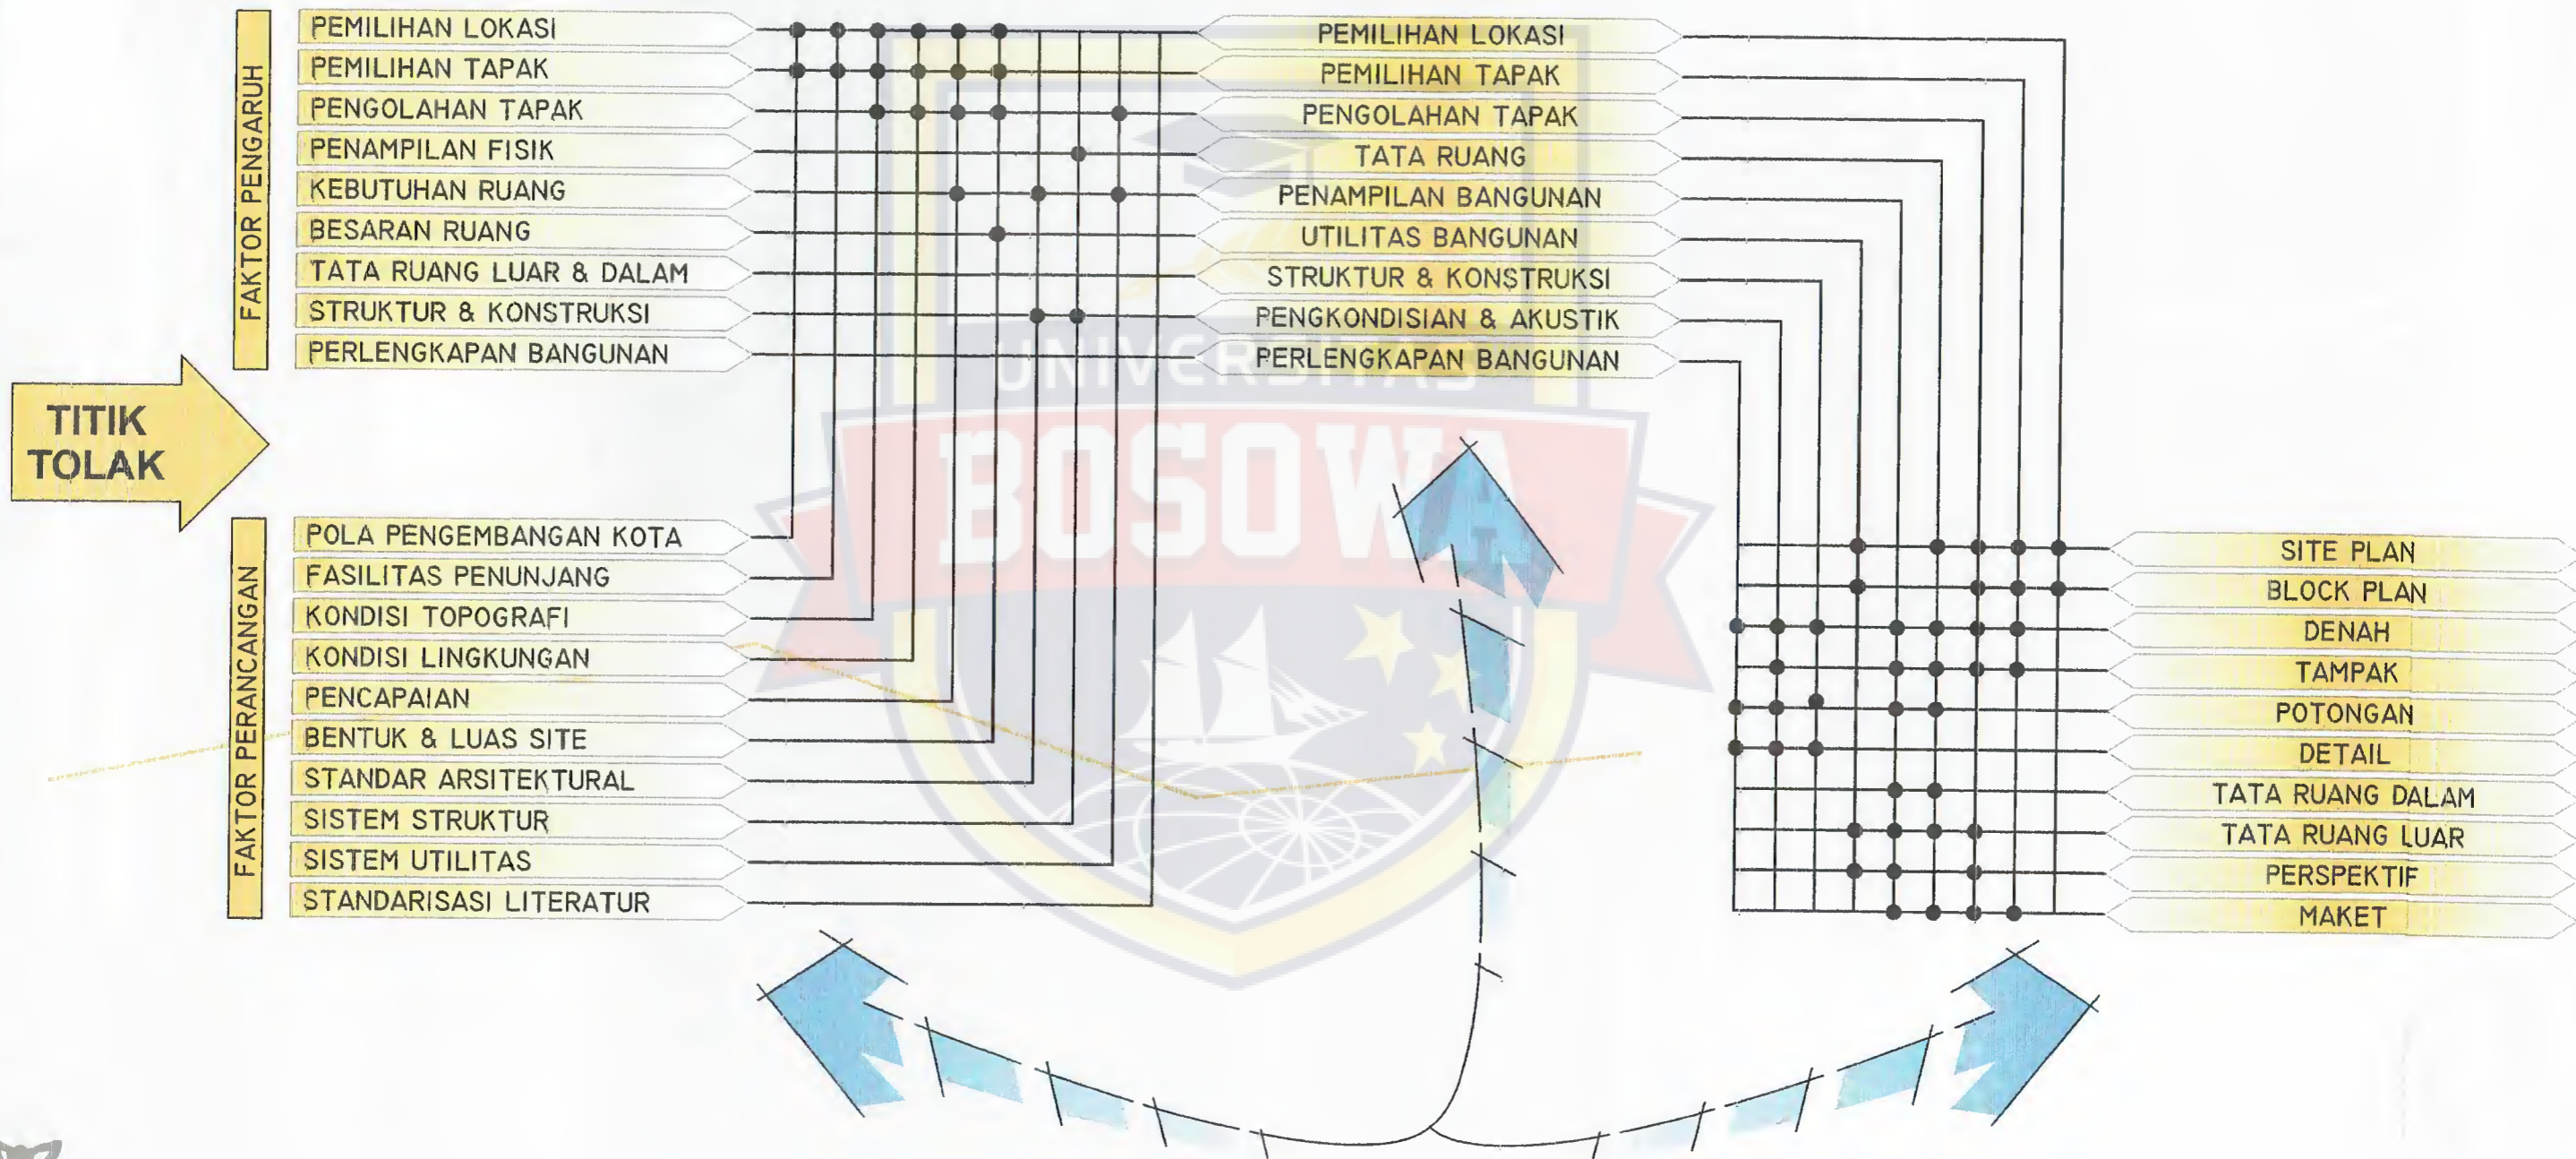 FAKTOR PENGARUH
PEMILIHAN LOKASI
PEMILIHAN TAPAK
PENGOLAHAN TAPAK
PENAMPILAN FISIK
KEBUTUHAN RUANG
BESARAN RUANG
TATA RUANG LUAR & DALAM
STRUKTUR & KONSTRUKSI
PERLENGKAPAN BANGUNAN
PEMILIHAN LOKASI
PEMILIHAN TAPAK
PENGOLAHAN TAPAK
TATA RUANG
PENAMPILAN BANGUNAN
UTILITAS BANGUNAN
STRUKTUR & KONSTRUKSI
PENGKONDISIAN & AKUSTIK
PERLENGKAPAN BANGUNAN
UNIVERSITAS
BOSOWA
TITIK
TOLAK
FAKTOR PERANCANGAN
POLA PENGEMBANGAN KOTA
FASILITAS PENUNJANG
KONDISI TOPOGRAFI
KONDISI LINGKUNGAN
PENCAPAIAN
BENTUK & LUAS SITE
STANDAR ARSITEKTURAL
SISTEM STRUKTUR
SISTEM UTILITAS
STANDARISASI LITERATUR
SITE PLAN
BLOCK PLAN
DENAH
TAMPAK
POTONGAN
DETAIL
TATA RUANG DALAM
TATA RUANG LUAR
PERSPEKTIF
MAKET